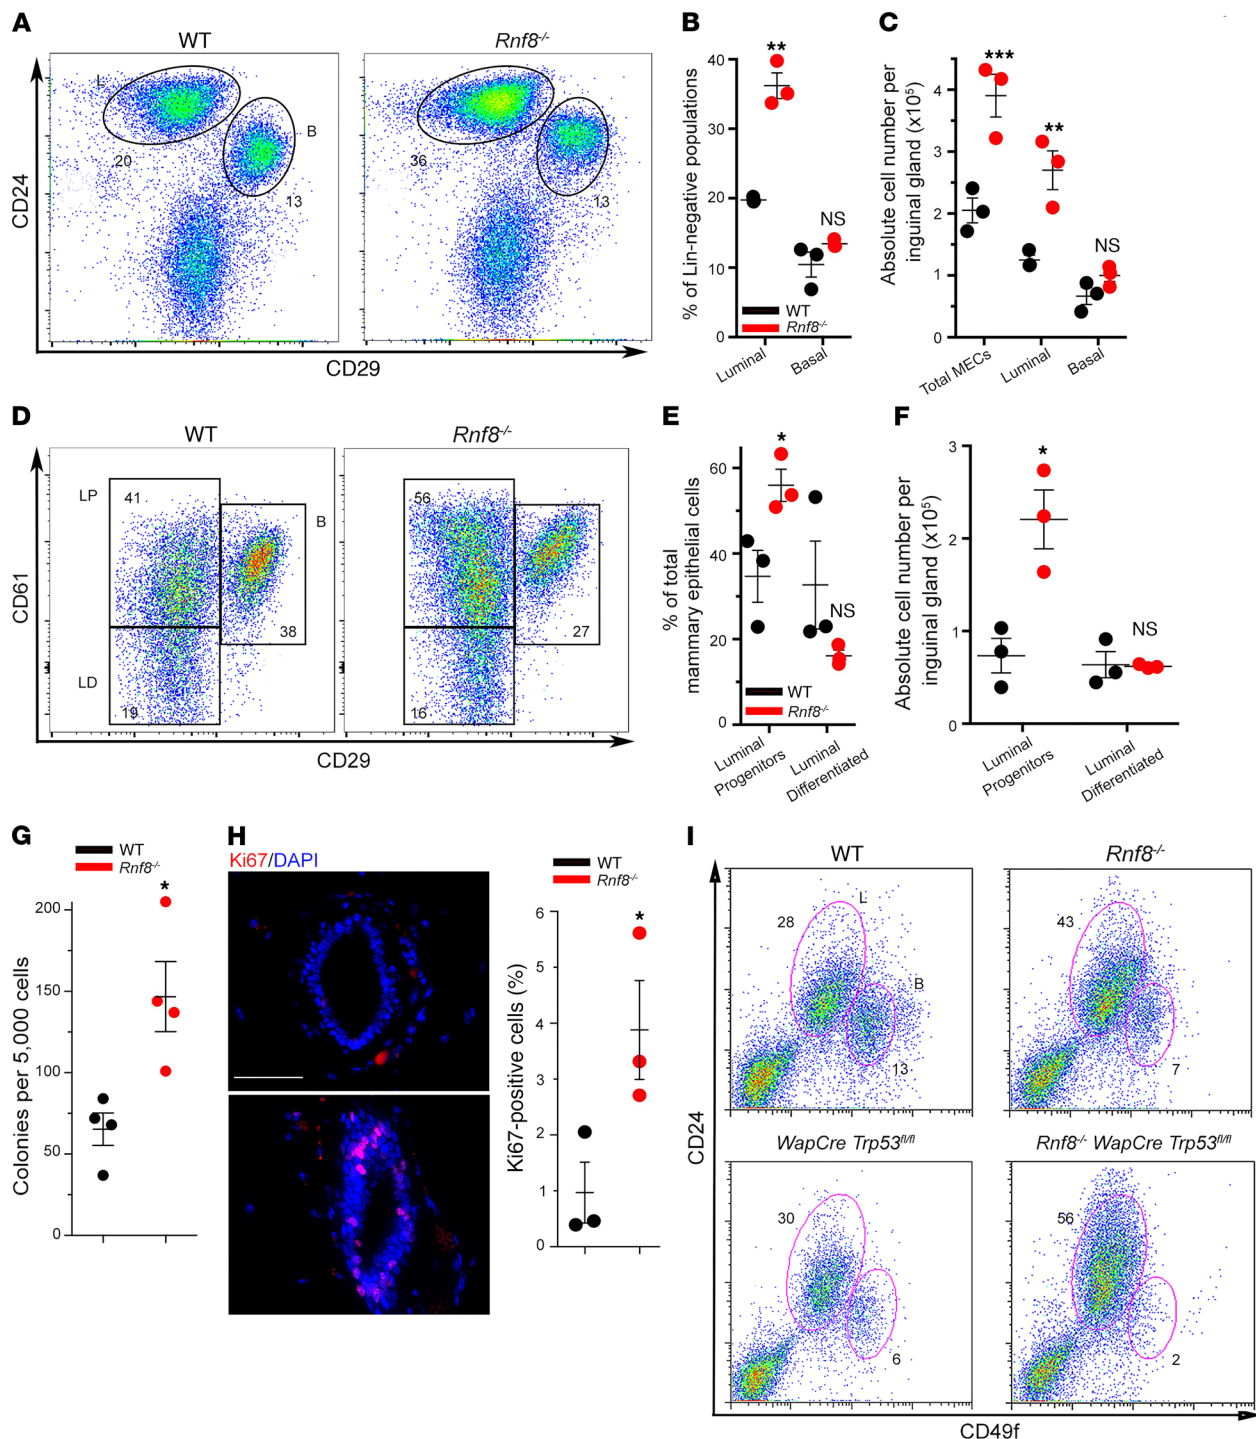 A
WT
Rnf8-/-
L
20
B
13
36
13
CD24
CD29
B
% of Lin-negative populations
40
30
20
10
0
**
NS
WT
Rnf8-/-
Luminal
Basal
C
Absolute cell number per
inguinal gland (x10⁵)
4
3
2
1
0
***
**
NS
Total MECs
Luminal
Basal
D
WT
Rnf8-/-
LP
41
B
38
LD
19
56
27
16
CD61
CD29
E
% of total
mammary epithelial cells
60
40
20
0
*
NS
WT
Rnf8-/-
Luminal
Progenitors
Luminal
Differentiated
F
Absolute cell number per
inguinal gland (x10⁵)
3
2
1
0
*
NS
Luminal
Progenitors
Luminal
Differentiated
G
WT
Rnf8-/-
Colonies per 5,000 cells
200
150
100
50
0
*
H
Ki67/DAPI
WT
Rnf8-/-
Ki67-positive cells (%)
6
5
4
3
2
1
0
*
I
WT
Rnf8-/-
28
L
B
13
43
7
WapCre Trp53fl/fl
Rnf8-/- WapCre Trp53fl/fl
30
6
56
2
CD24
CD49f